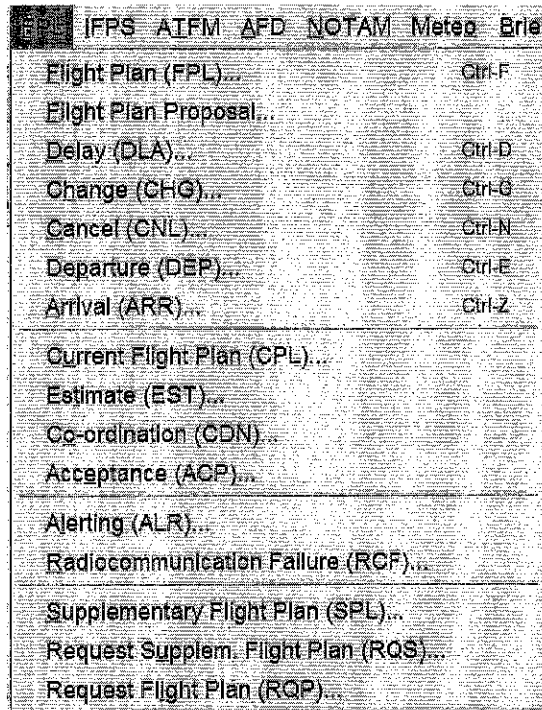 FPL IFPS ATFM AFD NOTAM Meteo Brie
Flight Plan (FPL)... Ctrl-F
Flight Plan Proposal...
Delay (DLA)... Ctrl-D
Change (CHG)... Ctrl-G
Cancel (CNL)... Ctrl-N
Departure (DEP)... Ctrl-E
Arrival (ARR)... Ctrl-Z
Current Flight Plan (CPL)...
Estimate (EST)...
Co-ordination (CDN)...
Acceptance (ACP)...
Alerting (ALR)...
Radiocommunication Failure (RCF)...
Supplementary Flight Plan (SPL)...
Request Supplem. Flight Plan (RQS)...
Request Flight Plan (RQP)...